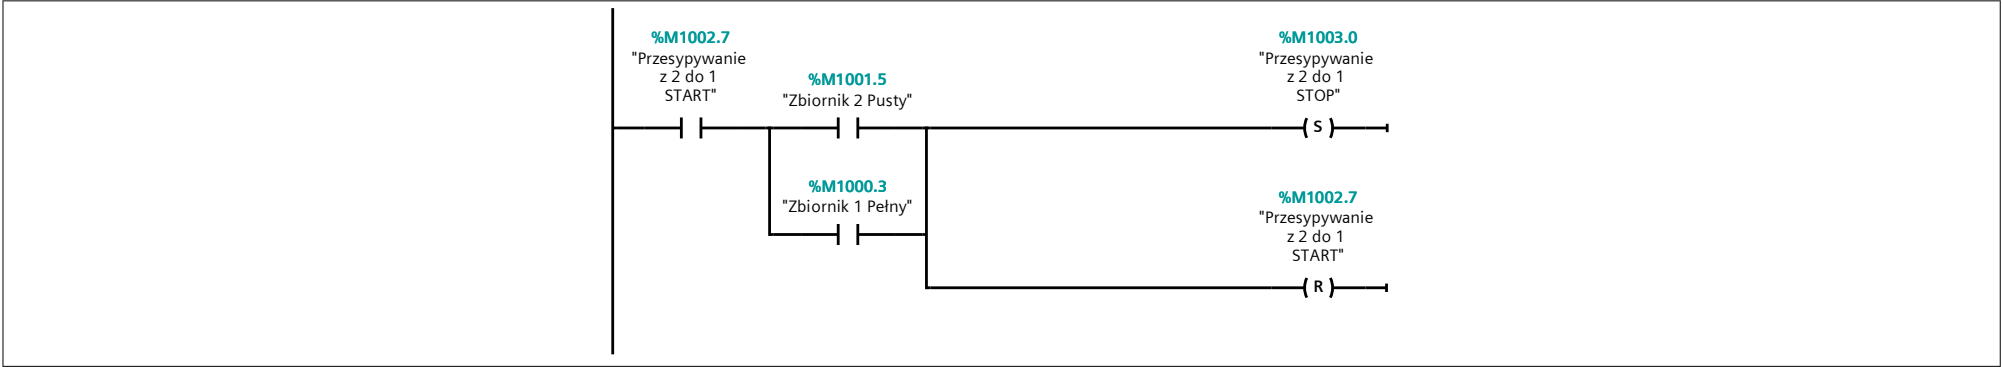 %M1002.7
"Przesypywanie
z 2 do 1
START"
%M1001.5
"Zbiornik 2 Pusty"
%M1003.0
"Przesypywanie
z 2 do 1
STOP"
S
%M1000.3
"Zbiornik 1 Pełny"
%M1002.7
"Przesypywanie
z 2 do 1
START"
R